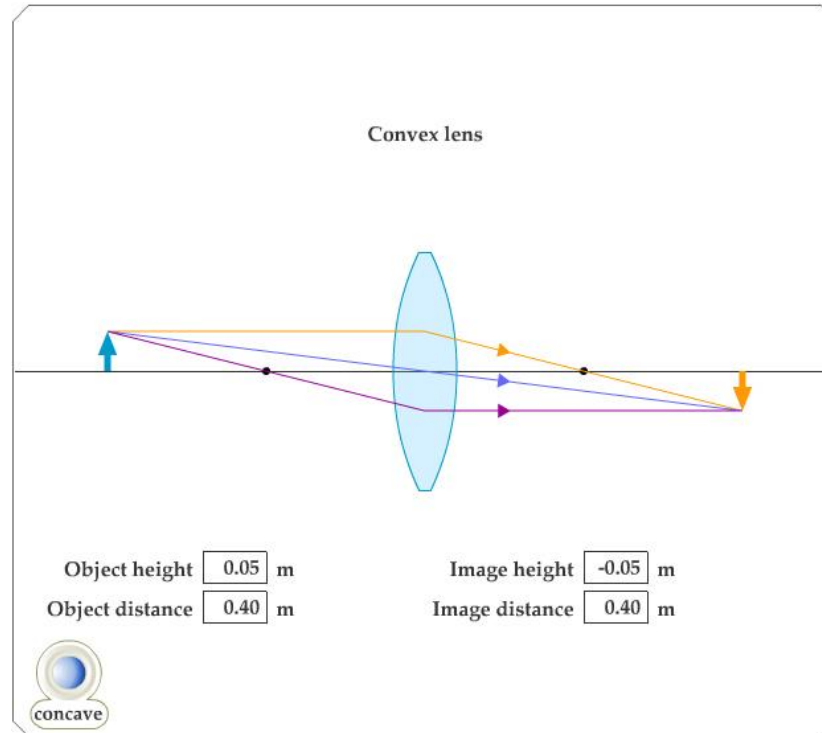 Convex lens
Object height 0.05 m Image height -0.05 m
Object distance 0.40 m Image distance 0.40 m
concave